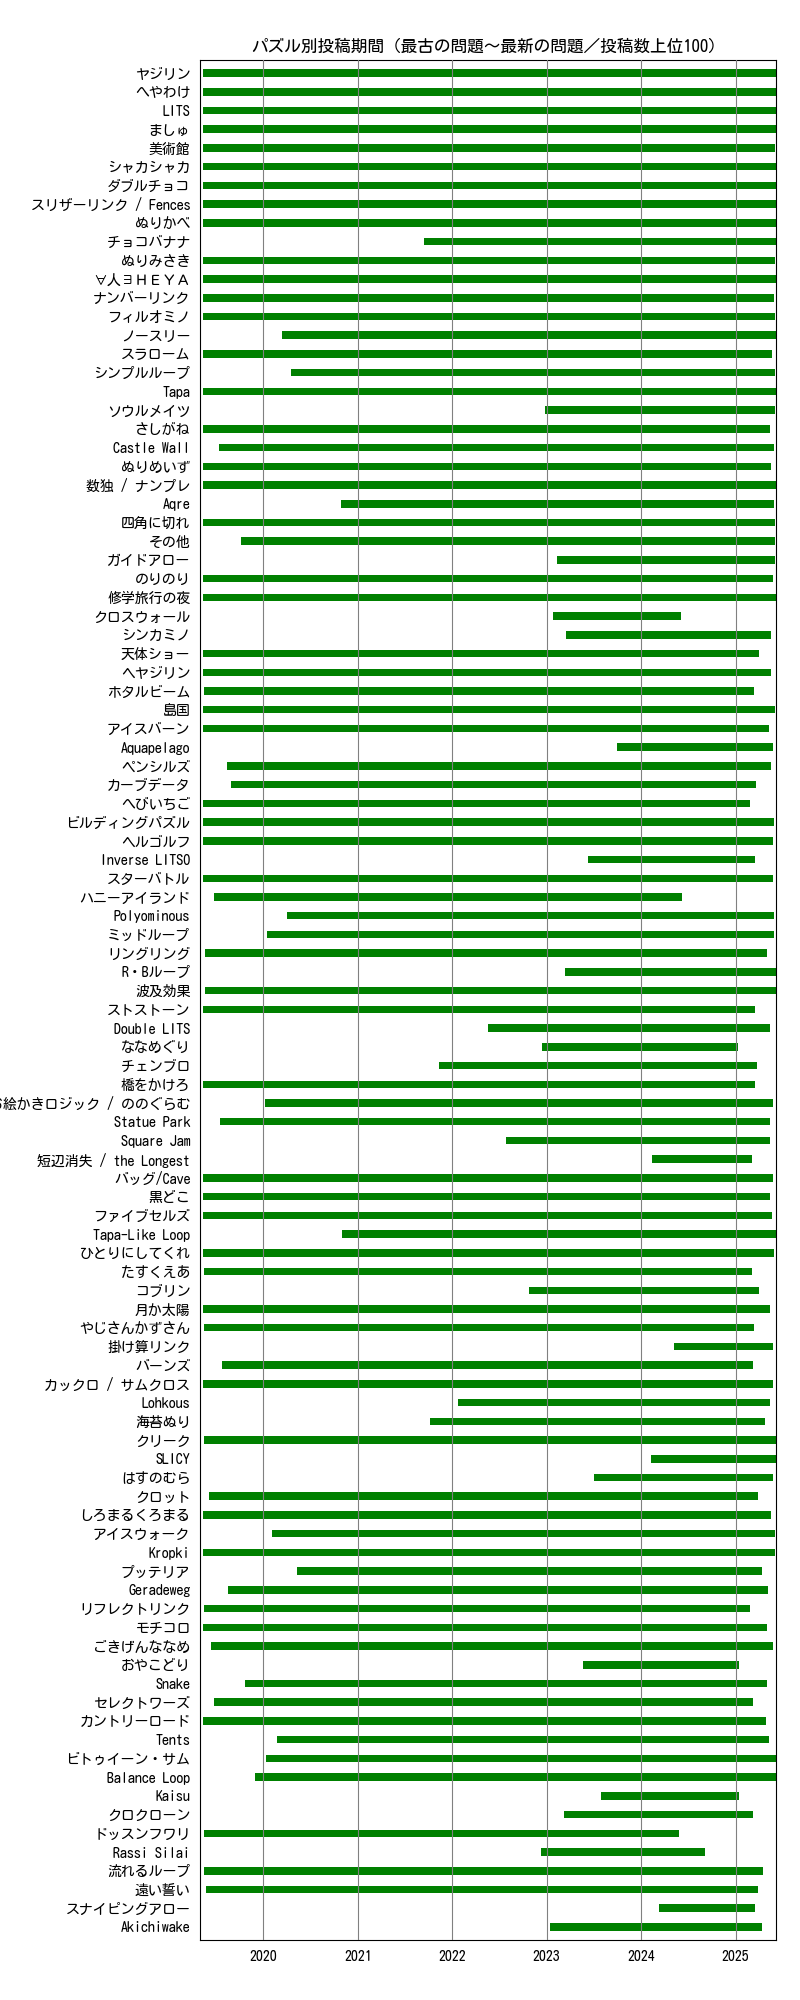 パズル別投稿期間（最古の問題～最新の問題／投稿数上位100）
ヤジリン
へやわけ
LITS
ましゅ
美術館
シャカシャカ
ダブルチョコ
スリザーリンク / Fences
ぬりかべ
チョコバナナ
ぬりみさき
∀人∃ＨＥＹＡ
ナンバーリンク
フィルオミノ
ノースリー
スラローム
シンプルループ
Tapa
ソウルメイツ
さしがね
Castle Wall
ぬりめいず
数独 / ナンプレ
Aqre
四角に切れ
その他
ガイドアロー
のりのり
修学旅行の夜
クロスウォール
シンカミノ
天体ショー
ヘヤジリン
ホタルビーム
島国
アイスバーン
Aquapelago
ペンシルズ
カーブデータ
へびいちご
ビルディングパズル
ヘルゴルフ
Inverse LITSO
スターバトル
ハニーアイランド
Polyominous
ミッドループ
リングリング
R・Bループ
波及効果
ストストーン
Double LITS
ななめぐり
チェンブロ
橋をかけろ
絵かきロジック / ののぐらむ
Statue Park
Square Jam
短辺消失 / the Longest
バッグ/Cave
黒どこ
ファイブセルズ
Tapa-Like Loop
ひとりにしてくれ
たすくえあ
コブリン
月か太陽
やじさんかずさん
掛け算リンク
バーンズ
カックロ / サムクロス
Lohkous
海苔ぬり
クリーク
SLICY
はすのむら
クロット
しろまるくろまる
アイスウォーク
Kropki
プッテリア
Geradeweg
リフレクトリンク
モチコロ
ごきげんななめ
おやこどり
Snake
セレクトワーズ
カントリーロード
Tents
ビトゥイーン・サム
Balance Loop
Kaisu
クロクローン
ドッスンフワリ
Rassi Silai
流れるループ
遠い誓い
スナイピングアロー
Akichiwake
2020 2021 2022 2023 2024 2025